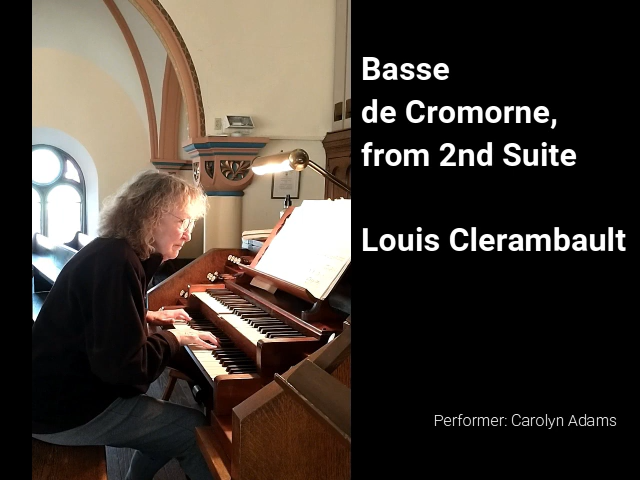 Basse
de Cromorne,
from 2nd Suite
Louis Clerambault
Performer: Carolyn Adams